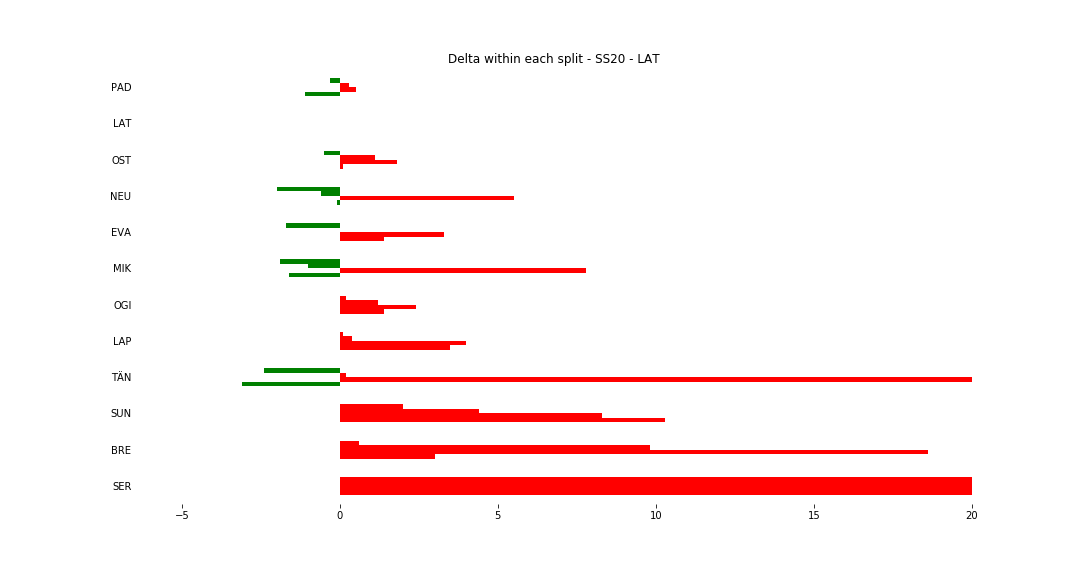 Delta within each split - SS20 - LAT
PAD
LAT
OST
NEU
EVA
MIK
OGI
LAP
TÄN
SUN
BRE
SER
−5 0 5 10 15 20